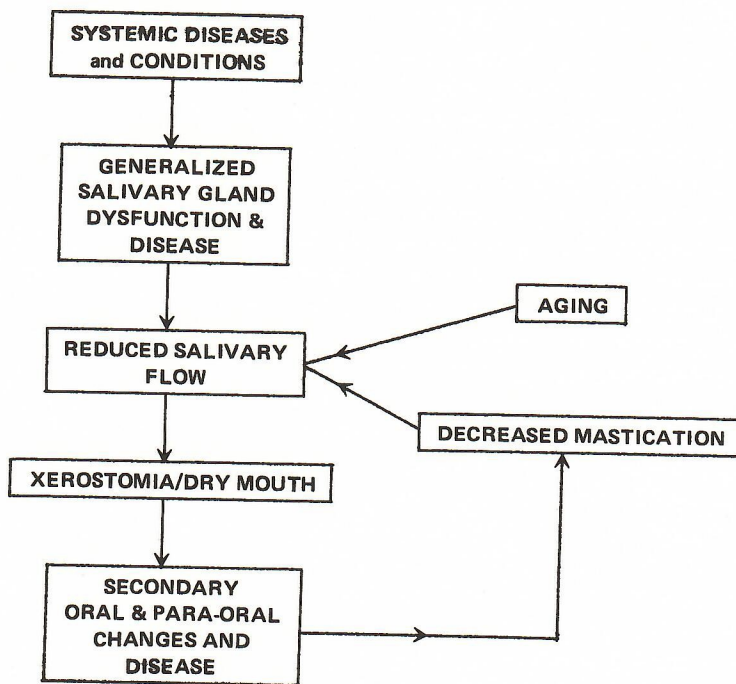 SYSTEMIC DISEASES
and CONDITIONS
GENERALIZED
SALIVARY GLAND
DYSFUNCTION &
DISEASE
AGING
REDUCED SALIVARY
FLOW
DECREASED MASTICATION
XEROSTOMIA/DRY MOUTH
SECONDARY
ORAL & PARA-ORAL
CHANGES AND
DISEASE